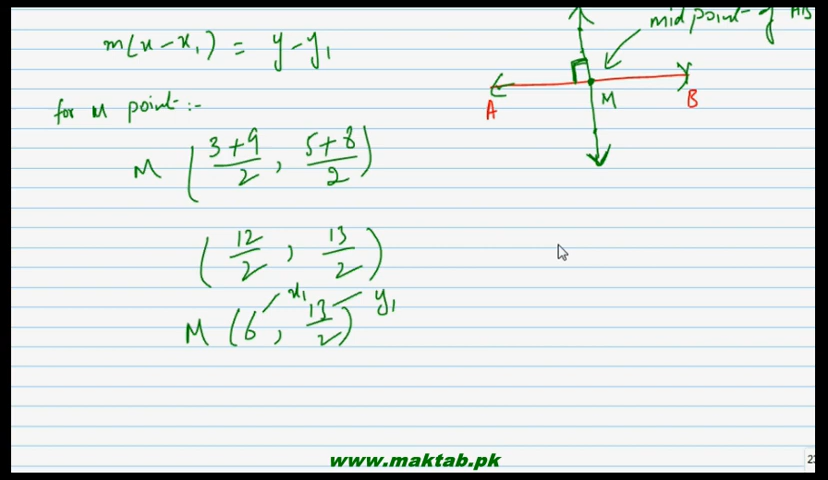 mid point of AB
m(x-x₁) = y-y₁
A M B
for M point :-
M (3+9/2, 5+8/2)
(12/2, 13/2)
x₁ y₁
M (6, 13/2)
www.maktab.pk